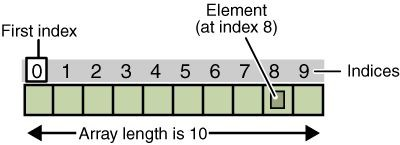 Element
(at index 8)
First index
0 1 2 3 4 5 6 7 8 9
Indices
Array length is 10